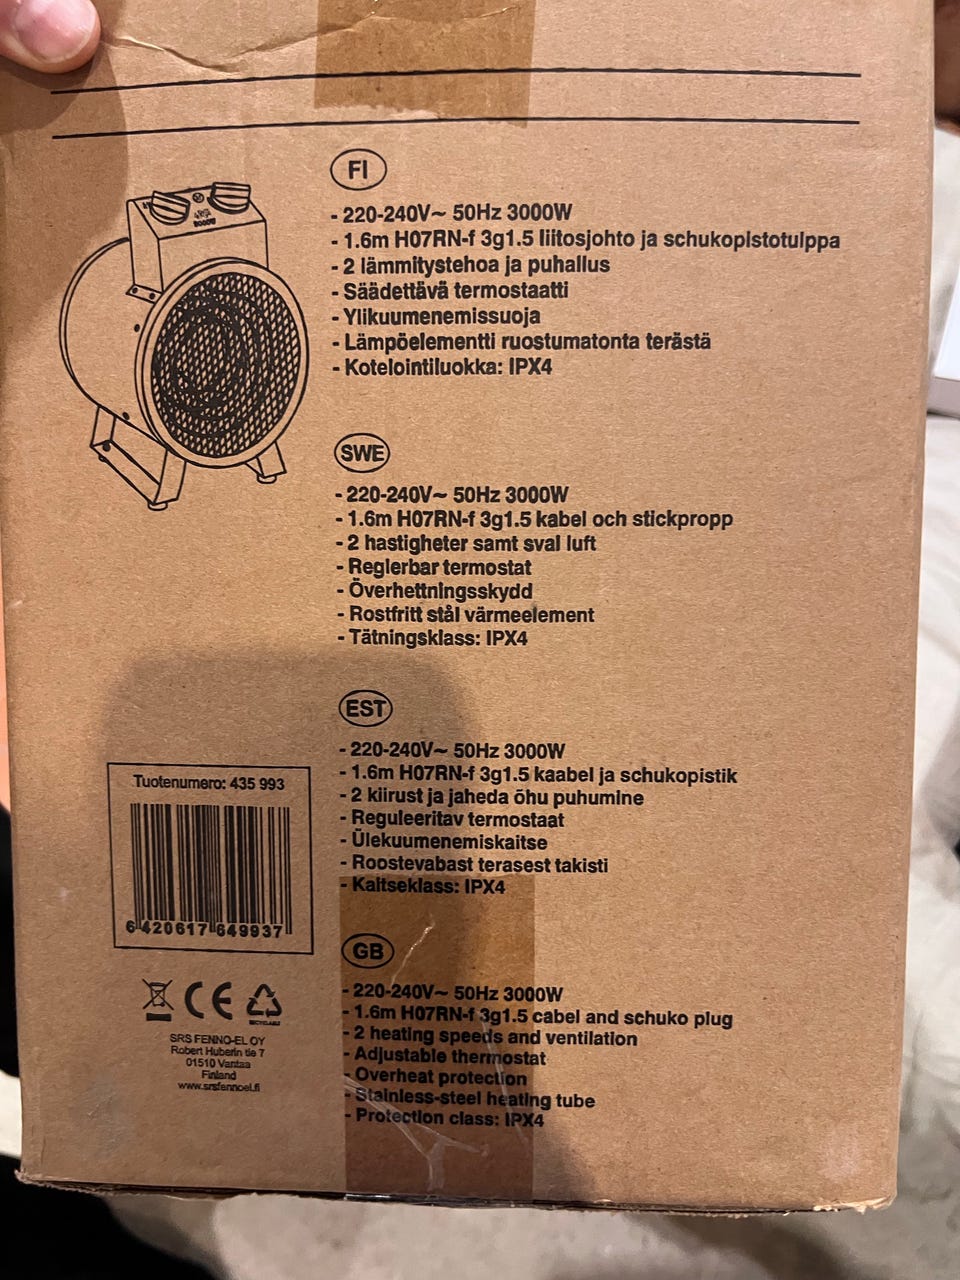 FI
- 220-240V~ 50Hz 3000W
- 1.6m H07RN-f 3g1.5 liitosjohto ja schukopistotulppa
- 2 lämmitystehoa ja puhallus
- Säädettävä termostaatti
- Ylikuumenemissuoja
- Lämpöelementti ruostumatonta terästä
- Kotelointiluokka: IPX4
3000W
SWE
- 220-240V~ 50Hz 3000W
- 1.6m H07RN-f 3g1.5 kabel och stickpropp
- 2 hastigheter samt sval luft
- Reglerbar termostat
- Överhettningsskydd
- Rostfritt stål värmeelement
- Tätningsklass: IPX4
EST
- 220-240V~ 50Hz 3000W
- 1.6m H07RN-f 3g1.5 kaabel ja schukopistik
- 2 kiirust ja jaheda õhu puhumine
- Reguleeritav termostaat
- Ülekuumenemiskaitse
- Roostevabast terasest takisti
- Kaitseklass: IPX4
Tuotenumero: 435 993
6 420617 649937
GB
- 220-240V~ 50Hz 3000W
- 1.6m H07RN-f 3g1.5 cabel and schuko plug
- 2 heating speeds and ventilation
- Adjustable thermostat
- Overheat protection
- Stainless-steel heating tube
- Protection class: IPX4
CE
RECYCLABLE
SRS FENNO-EL OY
Robert Huberin tie 7
01510 Vantaa
Finland
www.srsfennoel.fi